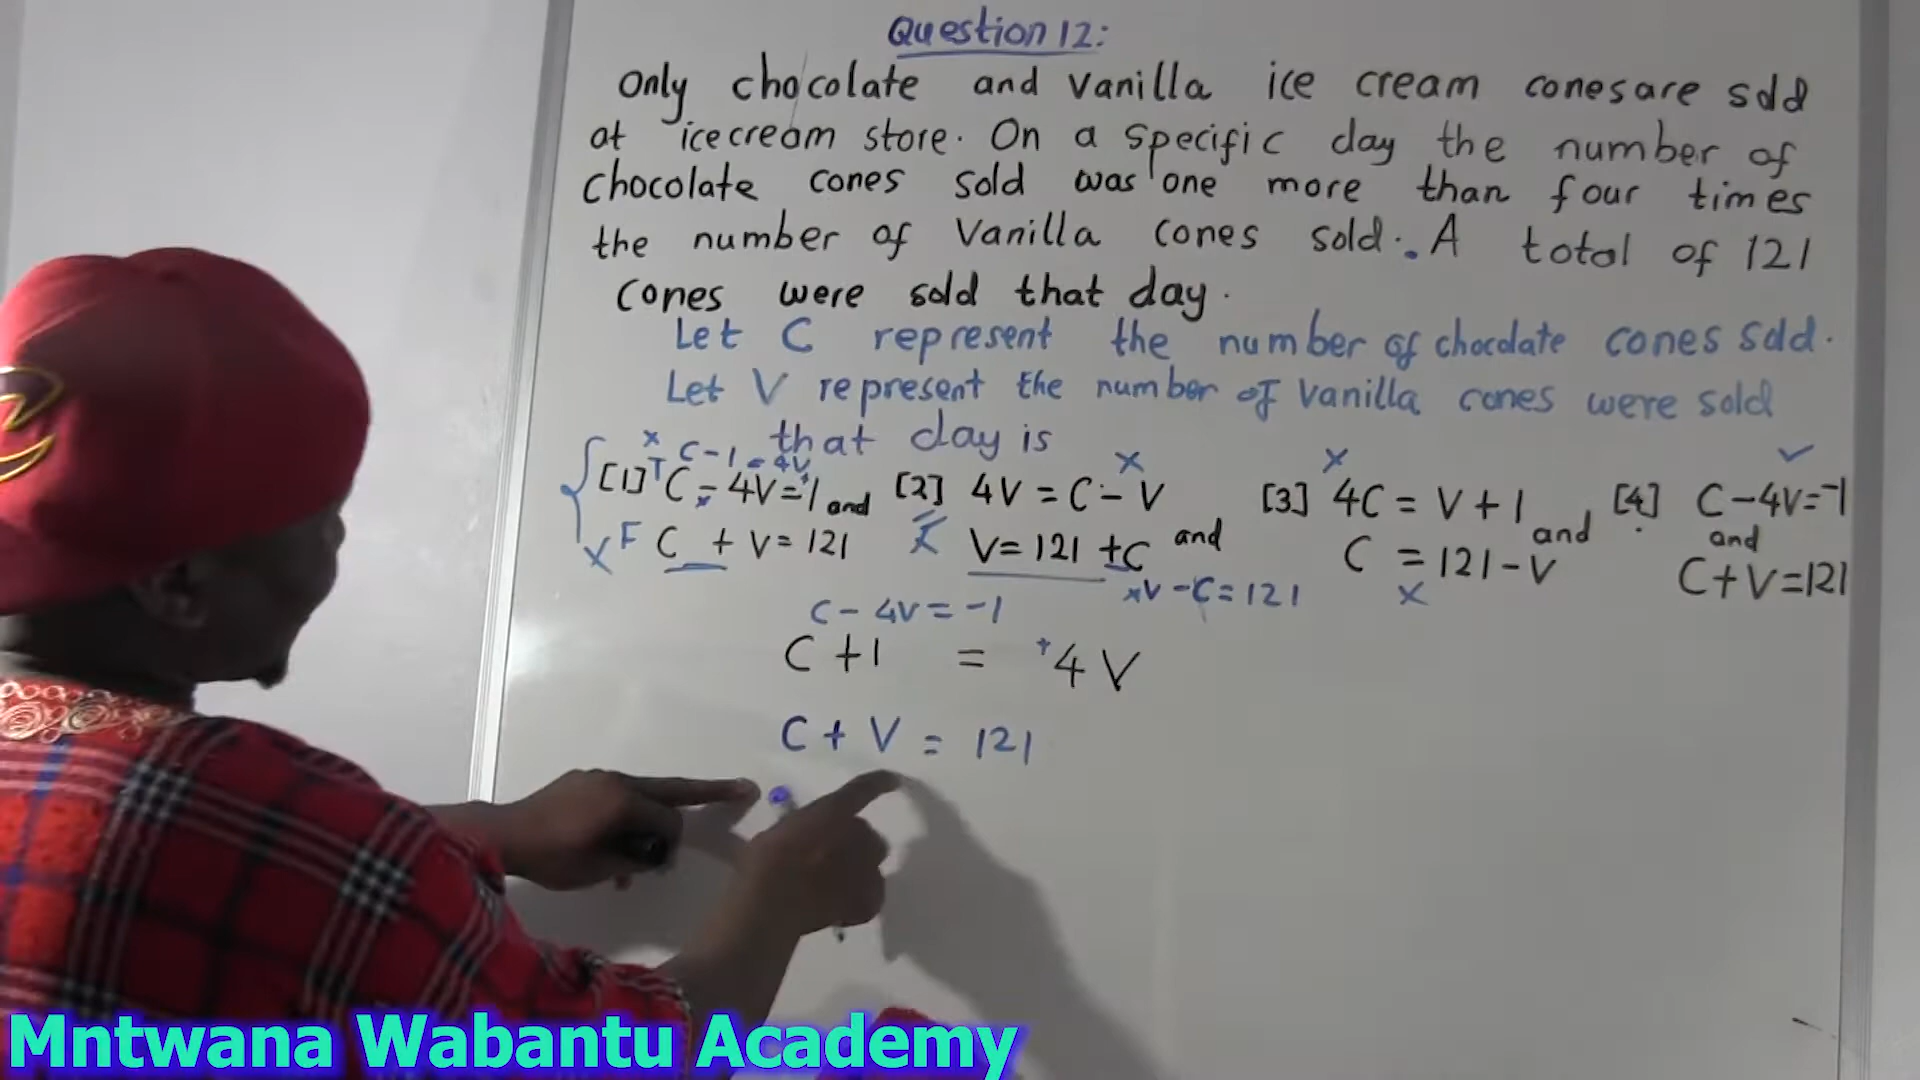 Question 12:
Only chocolate and Vanilla ice cream cones are sold
at icecream store. On a specific day the number of
chocolate cones sold was one more than four times
the number of Vanilla cones sold. A total of 121
Cones were sold that day.
Let C represent the number of chocolate cones sold.
Let V represent the number of Vanilla cones were sold
that day is
x C-1 = 4V x x ✓
[1] T C - 4V = 1 and [2] 4V = C - V [3] 4C = V + 1 and [4] C - 4V = -1
x F C + V = 121 V = 121 + C and C = 121 - V and C + V = 121
C - 4V = -1 xV - C = 121 x
C + 1 = +4V
C + V = 121
Mntwana Wabantu Academy